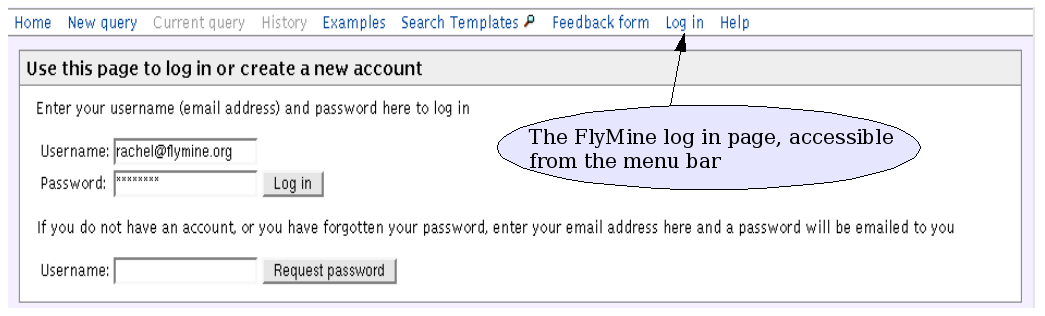 Home New query Current query History Examples Search Templates Feedback form Log in Help
Use this page to log in or create a new account
Enter your username (email address) and password here to log in
The FlyMine log in page, accessible
from the menu bar
Username: rachel@flymine.org
Password: ******** Log in
If you do not have an account, or you have forgotten your password, enter your email address here and a password will be emailed to you
Username: Request password